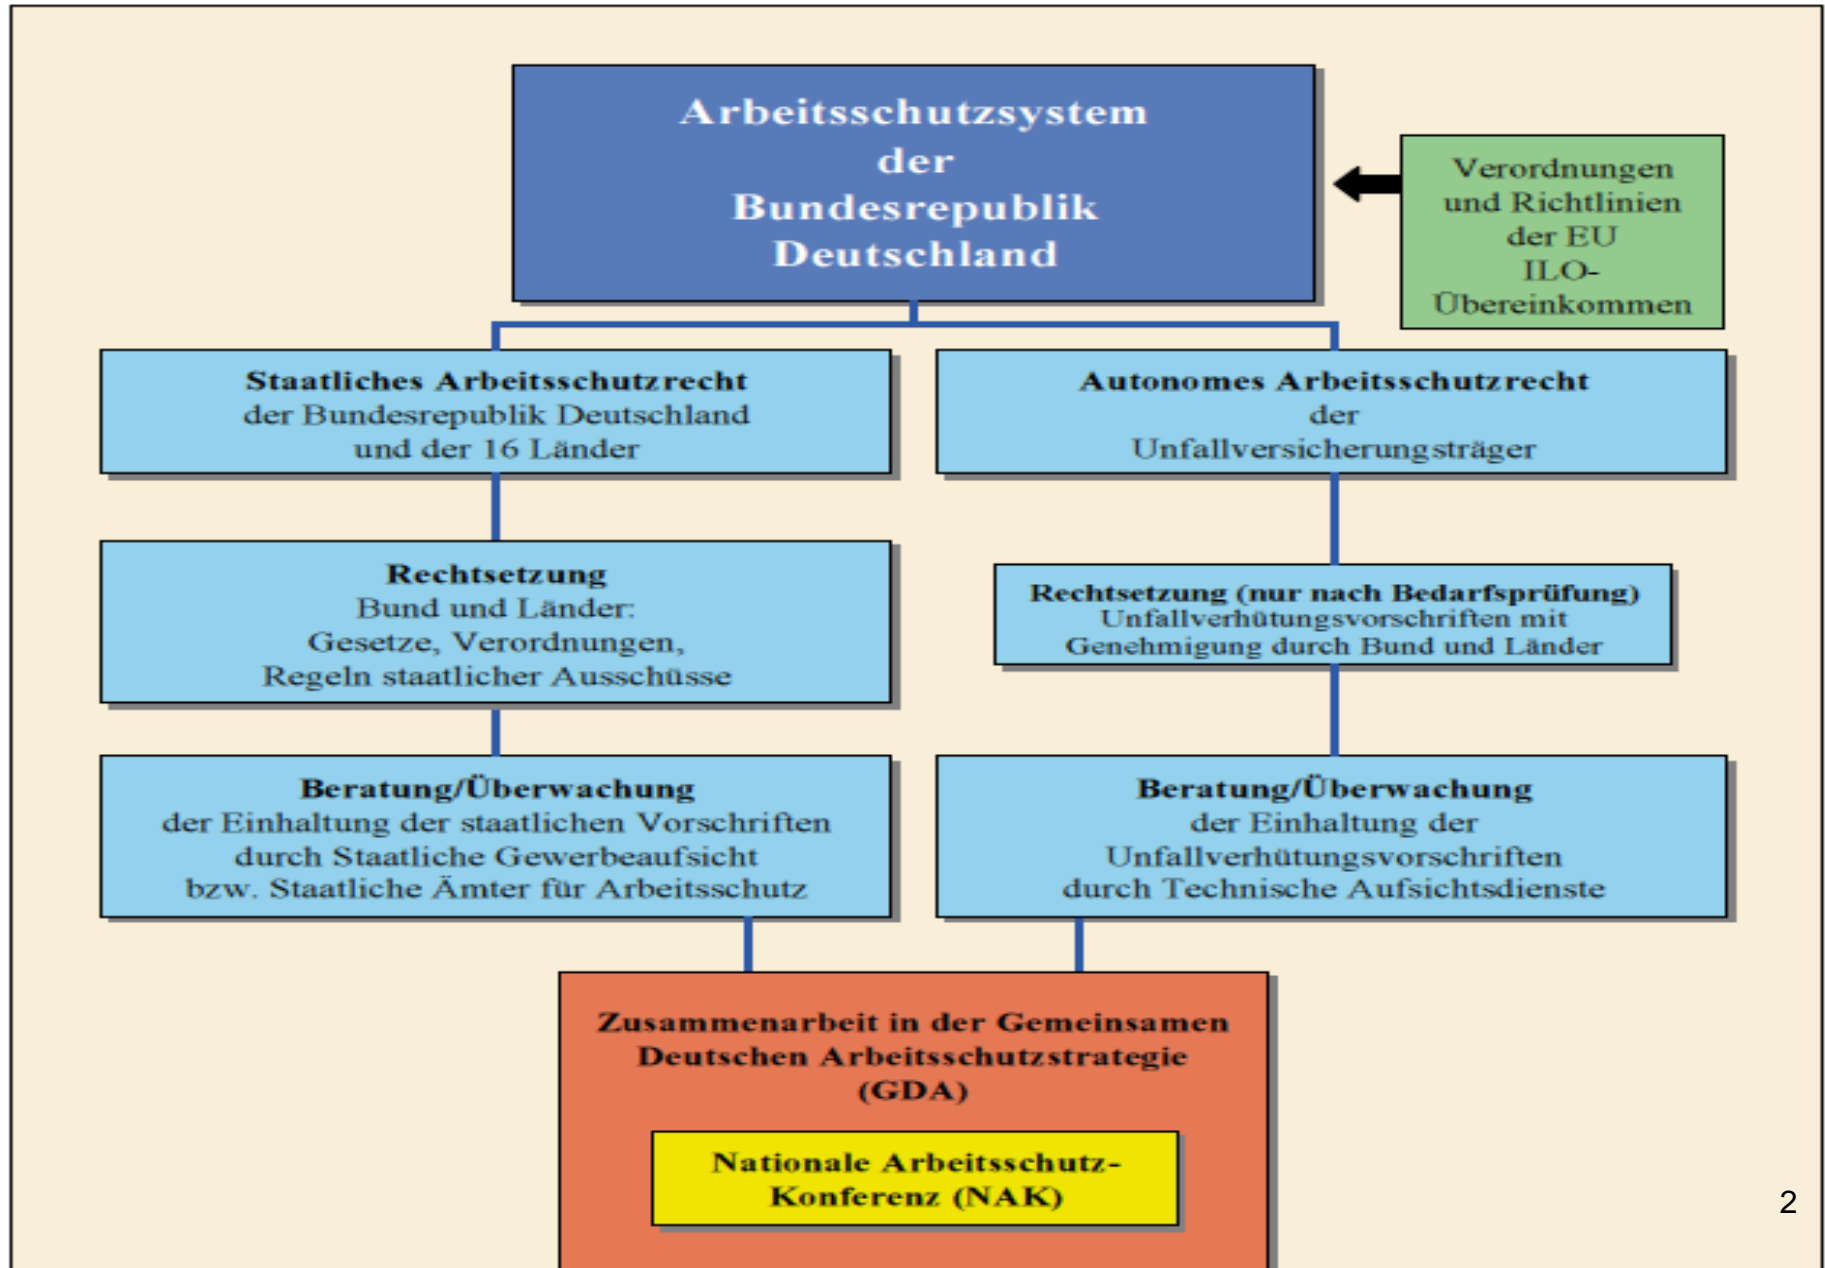 Arbeitsschutzsystem
der
Bundesrepublik
Deutschland
Verordnungen
und Richtlinien
der EU
ILO-
Übereinkommen
Staatliches Arbeitsschutzrecht
der Bundesrepublik Deutschland
und der 16 Länder
Autonomes Arbeitsschutzrecht
der
Unfallversicherungsträger
Rechtsetzung
Bund und Länder:
Gesetze, Verordnungen,
Regeln staatlicher Ausschüsse
Rechtsetzung (nur nach Bedarfsprüfung)
Unfallverhütungsvorschriften mit
Genehmigung durch Bund und Länder
Beratung/Überwachung
der Einhaltung der staatlichen Vorschriften
durch Staatliche Gewerbeaufsicht
bzw. Staatliche Ämter für Arbeitsschutz
Beratung/Überwachung
der Einhaltung der
Unfallverhütungsvorschriften
durch Technische Aufsichtsdienste
Zusammenarbeit in der Gemeinsamen
Deutschen Arbeitsschutzstrategie
(GDA)
Nationale Arbeitsschutz-
Konferenz (NAK)
2